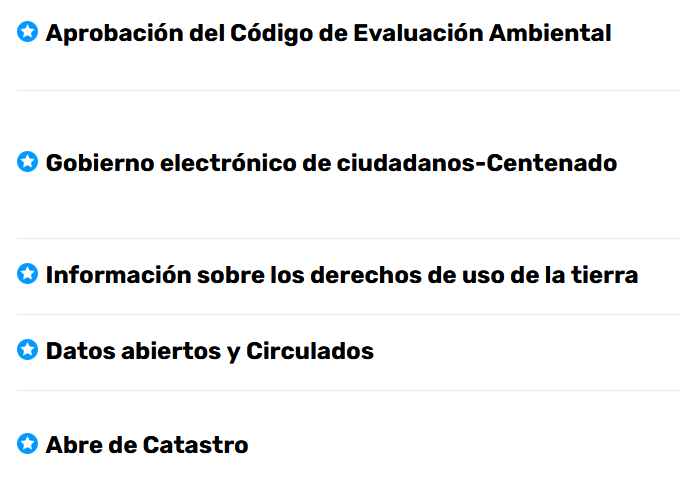 Aprobación del Código de Evaluación Ambiental
Gobierno electrónico de ciudadanos-Centenado
Información sobre los derechos de uso de la tierra
Datos abiertos y Circulados
Abre de Catastro